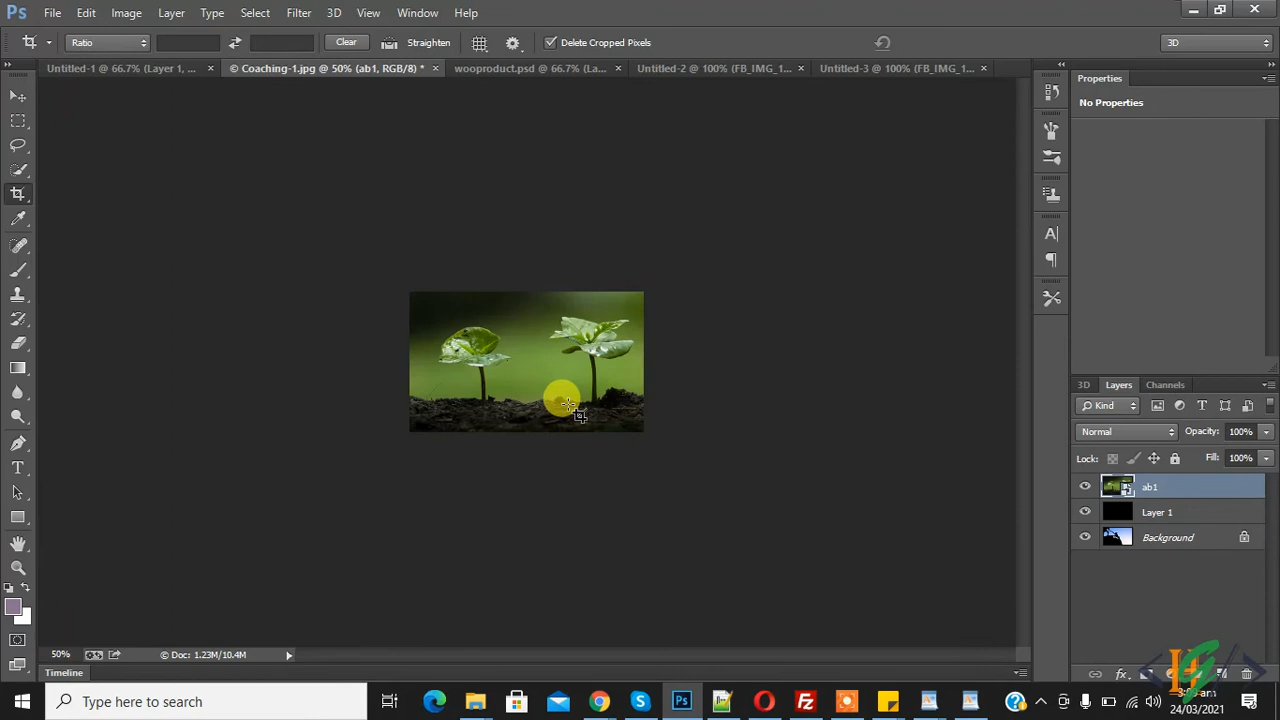 Ps File Edit Image Layer Type Select Filter 3D View Window Help
Ratio Clear Straighten Delete Cropped Pixels 3D
Untitled-1 @ 66.7% (Layer 1, ... × © Coaching-1.jpg @ 50% (ab1, RGB/8) * × wooproduct.psd @ 66.7% (La... × Untitled-2 @ 100% (FB_IMG_1... × Untitled-3 @ 100% (FB_IMG_1... ×
Properties
No Properties
3D Layers Channels
Kind
Normal Opacity: 100%
Lock: Fill: 100%
ab1
Layer 1
Background
50% © Doc: 1.23M/10.4M
Timeline
Type here to search
24/03/2021